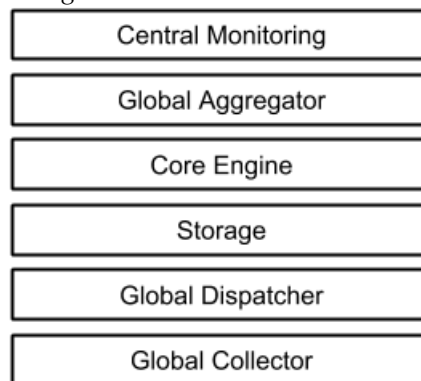 Central Monitoring
Global Aggregator
Core Engine
Storage
Global Dispatcher
Global Collector